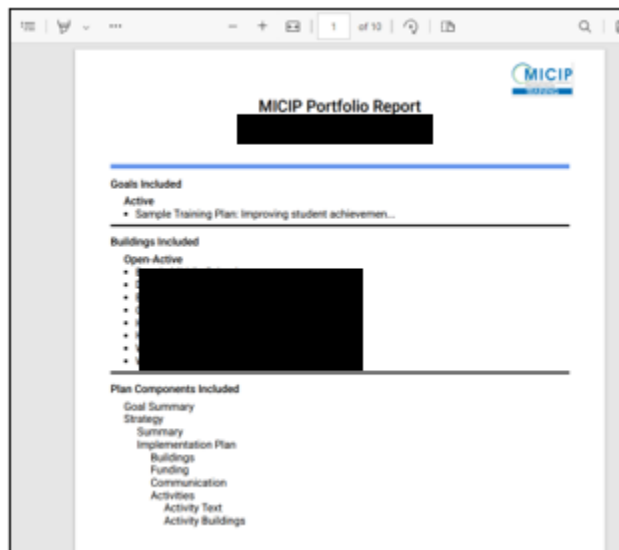 1 of 10
MICIP
TRAINING
MICIP Portfolio Report
Goals Included
Active
• Sample Training Plan: Improving student achievemen...
Buildings Included
Open-Active
Plan Components Included
Goal Summary
Strategy
Summary
Implementation Plan
Buildings
Funding
Communication
Activities
Activity Text
Activity Buildings